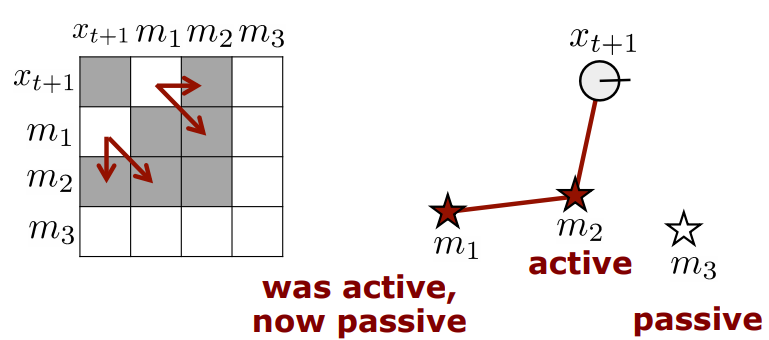 x_{t+1} m_1 m_2 m_3
x_{t+1}
m_1
m_2
m_3
x_{t+1}
m_1
m_2
m_3
was active,
now passive
active
passive